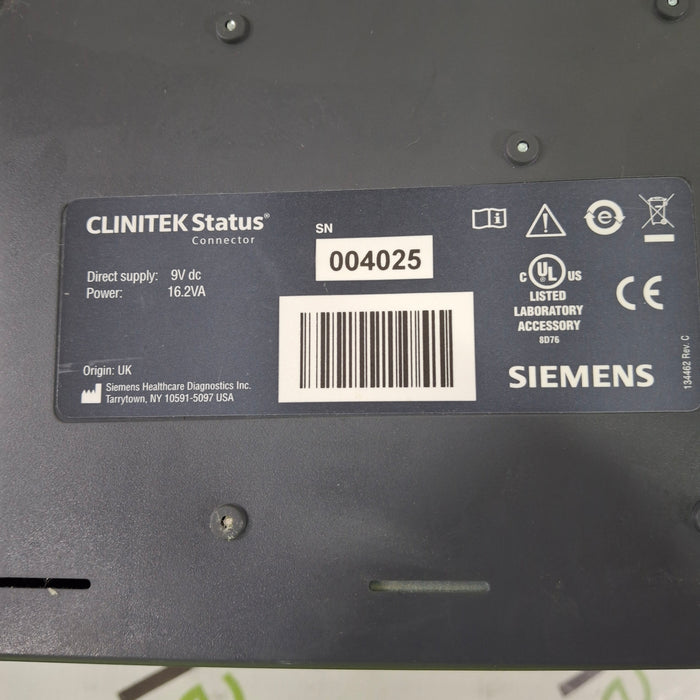 CLINITEK Status®
Connector
Direct supply: 9V dc
Power: 16.2VA
Origin: UK
Siemens Healthcare Diagnostics Inc.
Tarrytown, NY 10591-5097 USA
SN
004025
i
e
C UL US
LISTED
LABORATORY
ACCESSORY
8D76
CE
SIEMENS
134462 Rev. C